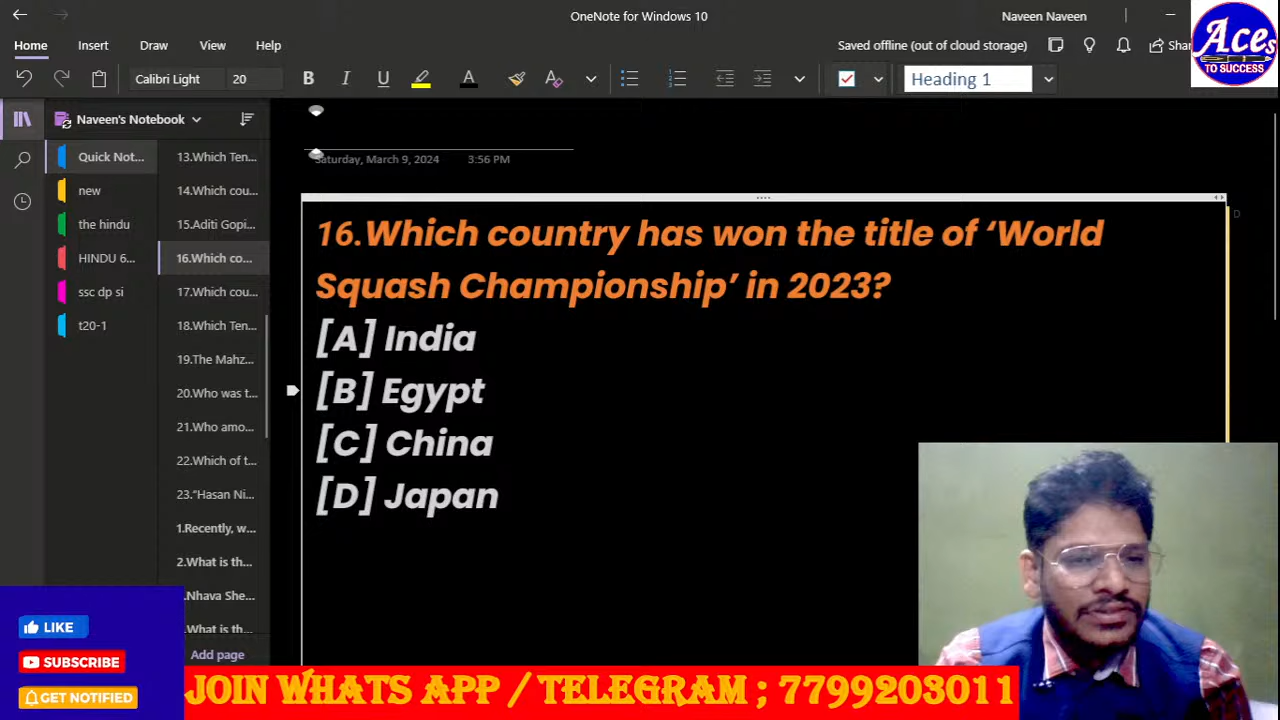 OneNote for Windows 10
Naveen Naveen
Home Insert Draw View Help
Saved offline (out of cloud storage)
Shar
Aces
TO SUCCESS
Calibri Light 20 B I U A Heading 1
Naveen's Notebook
Quick Not...
new
the hindu
HINDU 6...
ssc dp si
t20-1
13.Which Ten...
14.Which cou...
15.Aditi Gopi...
16.Which co...
17.Which cou...
18.Which Ten...
19.The Mahz...
20.Who was t...
21.Who amo...
22.Which of t...
23."Hasan Ni...
1.Recently, w...
2.What is th...
.Nhava She...
.What is th...
Add page
Saturday, March 9, 2024 3:56 PM
16.Which country has won the title of ‘World
Squash Championship’ in 2023?
[A] India
[B] Egypt
[C] China
[D] Japan
LIKE
SUBSCRIBE
GET NOTIFIED
JOIN WHATS APP / TELEGRAM ; 7799203011